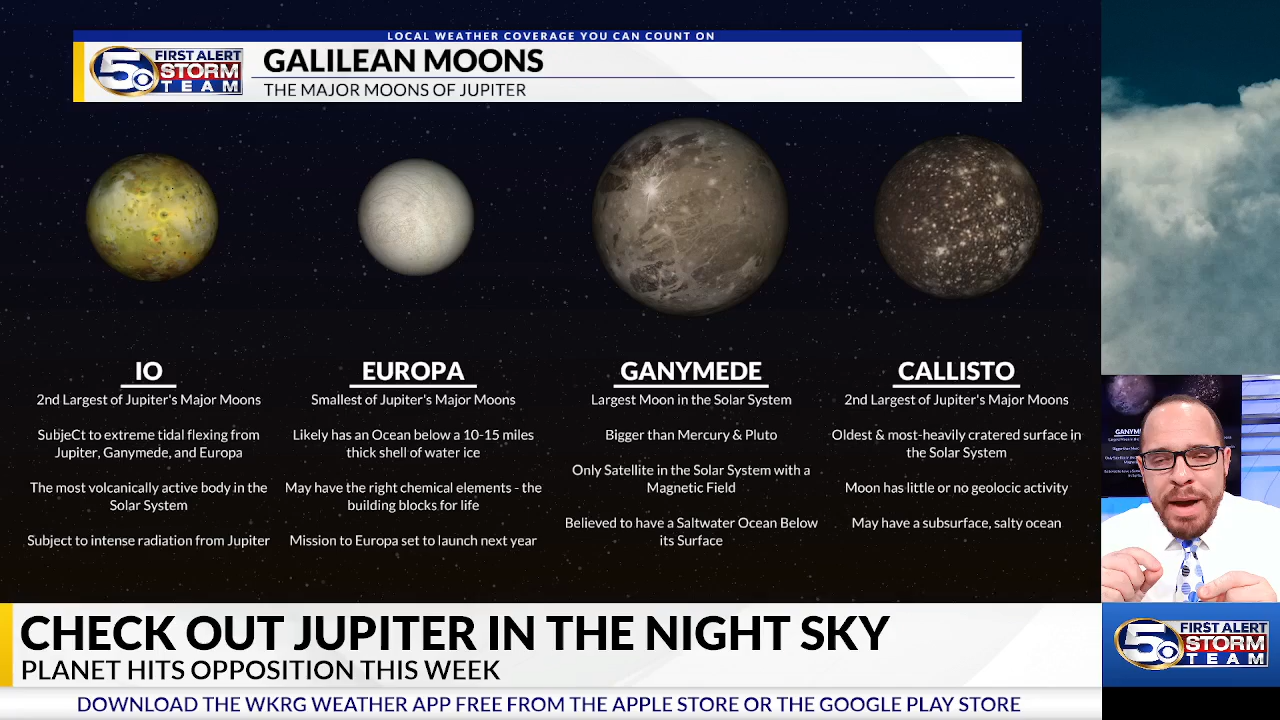 LOCAL WEATHER COVERAGE YOU CAN COUNT ON
5 FIRST ALERT
STORM
TEAM
GALILEAN MOONS
THE MAJOR MOONS OF JUPITER
IO
2nd Largest of Jupiter's Major Moons
SubjeCt to extreme tidal flexing from
Jupiter, Ganymede, and Europa
The most volcanically active body in the
Solar System
Subject to intense radiation from Jupiter
EUROPA
Smallest of Jupiter's Major Moons
Likely has an Ocean below a 10-15 miles
thick shell of water ice
May have the right chemical elements - the
building blocks for life
Mission to Europa set to launch next year
GANYMEDE
Largest Moon in the Solar System
Bigger than Mercury & Pluto
Only Satellite in the Solar System with a
Magnetic Field
Believed to have a Saltwater Ocean Below
its Surface
CALLISTO
2nd Largest of Jupiter's Major Moons
Oldest & most-heavily cratered surface in
the Solar System
Moon has little or no geolocic activity
May have a subsurface, salty ocean
CHECK OUT JUPITER IN THE NIGHT SKY
PLANET HITS OPPOSITION THIS WEEK
5 FIRST ALERT
STORM
TEAM
DOWNLOAD THE WKRG WEATHER APP FREE FROM THE APPLE STORE OR THE GOOGLE PLAY STORE